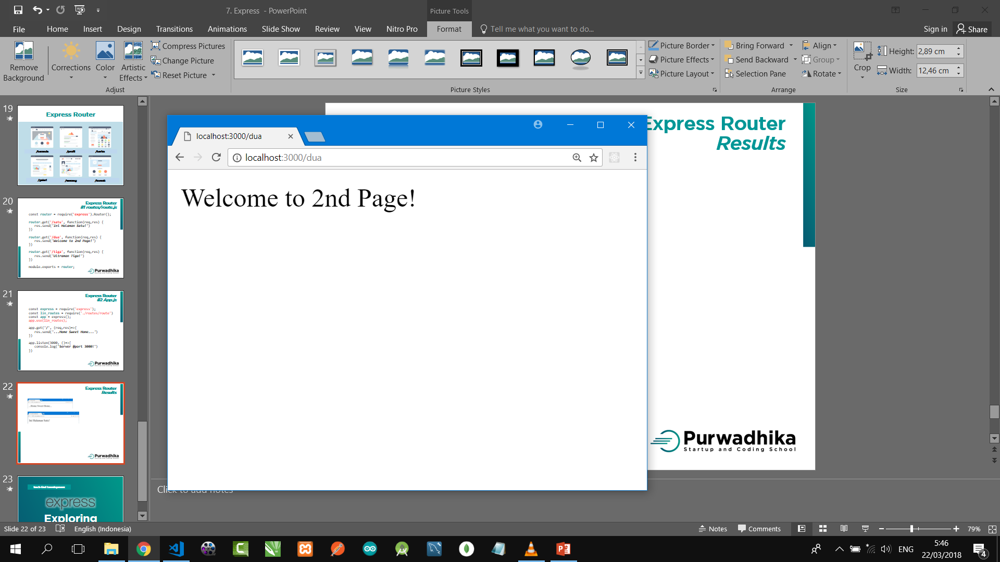 7. Express - PowerPoint
Picture Tools
File
Home
Insert
Design
Transitions
Animations
Slide Show
Review
View
Nitro Pro
Format
Tell me what you want to do...
Sign in
Share
Remove Background
Corrections
Color
Artistic Effects
Compress Pictures
Change Picture
Reset Picture
Adjust
Picture Styles
Picture Border
Picture Effects
Picture Layout
Bring Forward
Send Backward
Selection Pane
Align
Group
Rotate
Arrange
Crop
Height: 2,89 cm
Width: 12,46 cm
Size
19
Express Router
/beranda
/profil
/berita
/galeri
/tentang
/kontak
20
Express Router
#1 routes/route.js
const router = require('express').Router();
router.get('/satu', function(req,res) {
res.send('Ini Halaman Satu!')
})
router.get('/dua', function(req,res) {
res.send('Welcome to 2nd Page!')
})
router.get('/tiga', function(req,res) {
res.send('Ultraman Tiga!')
})
module.exports = router;
Purwadhika
21
Express Router
#2 App.js
const express = require('express');
const lin_routes = require('./routes/route')
const app = express();
app.use(lin_routes);
app.get('/', (req,res)=>{
res.send('...Home Sweet Home...')
})
app.listen(3000, ()=>{
console.log('Server @port 3000!')
})
Purwadhika
22
Express Router
Results
...Home Sweet Home...
Ini Halaman Satu!
Purwadhika
23
express
Exploring
localhost:3000/dua
localhost:3000/dua
Welcome to 2nd Page!
Express Router
Results
Purwadhika
Startup and Coding School
Click to add notes
Slide 22 of 23
English (Indonesia)
Notes
Comments
79%
ENG
5:46
22/03/2018
4